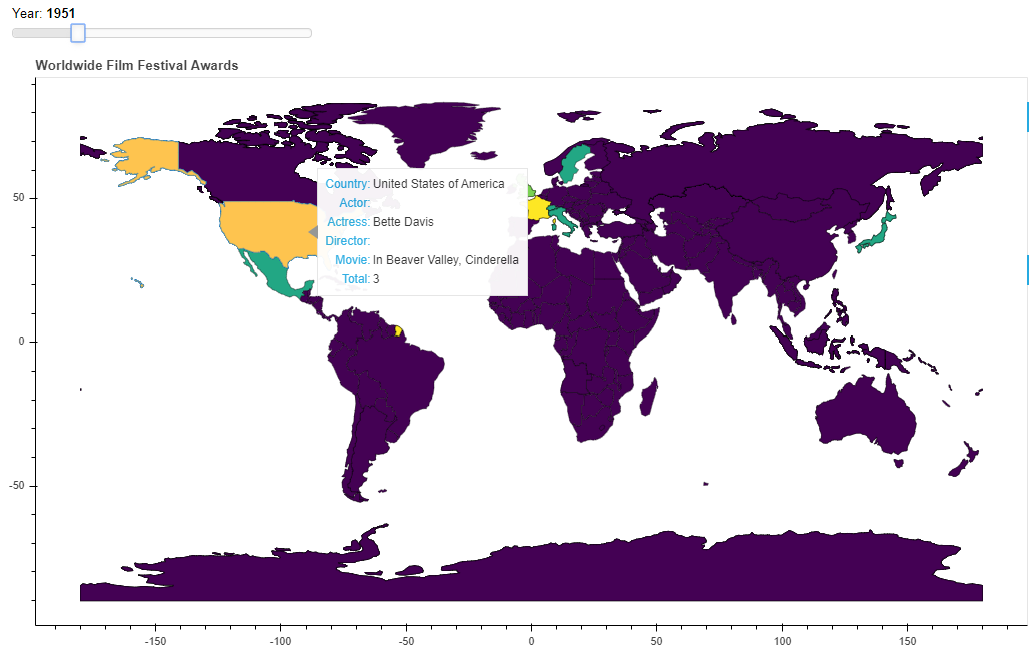 Year: 1951
Worldwide Film Festival Awards
Country: United States of America
Actor:
Actress: Bette Davis
Director:
Movie: In Beaver Valley, Cinderella
Total: 3
50
0
-50
-150
-100
-50
0
50
100
150